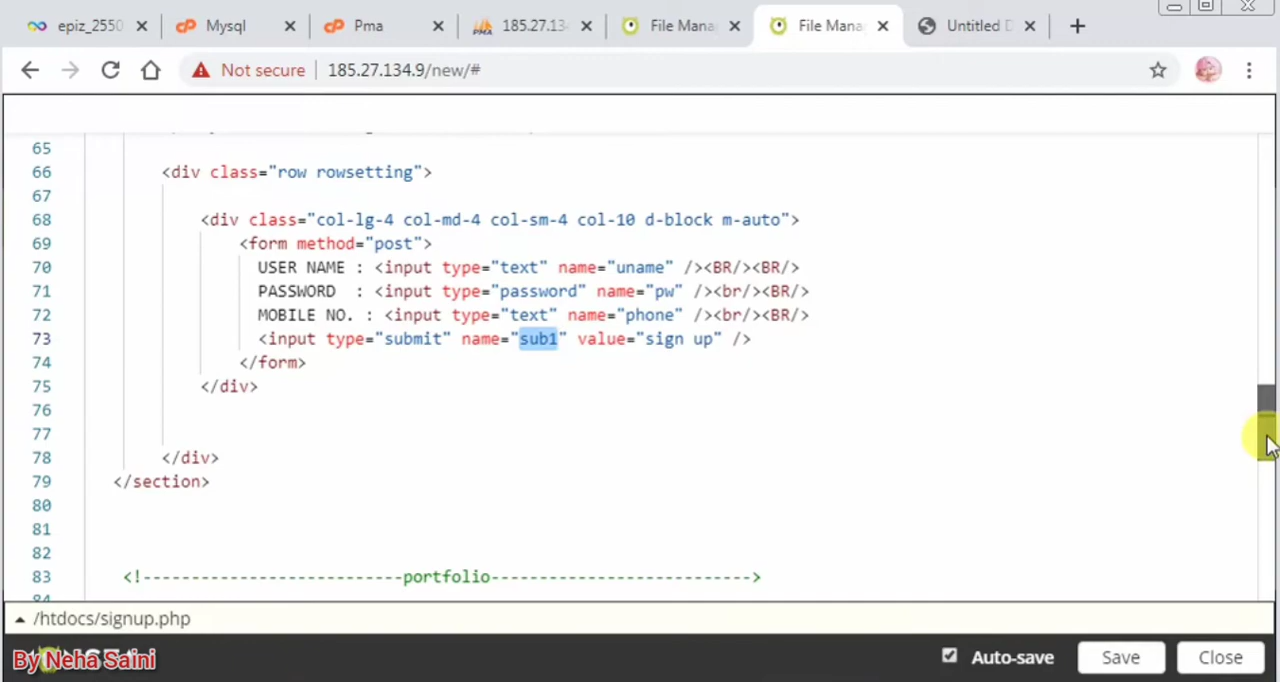 epiz_2550
Mysql
Pma
185.27.13
File Mana
File Mana
Untitled D
Not secure
185.27.134.9/new/#
65
66 <div class="row rowsetting">
67
68 <div class="col-lg-4 col-md-4 col-sm-4 col-10 d-block m-auto">
69 <form method="post">
70 USER NAME : <input type="text" name="uname" /><BR/><BR/>
71 PASSWORD  : <input type="password" name="pw" /><br/><BR/>
72 MOBILE NO. : <input type="text" name="phone" /><br/><BR/>
73 <input type="submit" name="sub1" value="sign up" />
74 </form>
75 </div>
76
77
78 </div>
79 </section>
80
81
82
83 <!---------------------------portfolio--------------------------->
84
/htdocs/signup.php
By Neha Saini
Auto-save
Save
Close